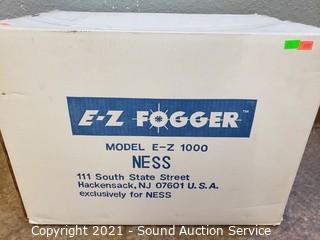 E-Z FOGGER™
MODEL E-Z 1000
NESS
111 South State Street
Hackensack, NJ 07601 U.S.A.
exclusively for NESS
Copyright 2021 - Sound Auction Service